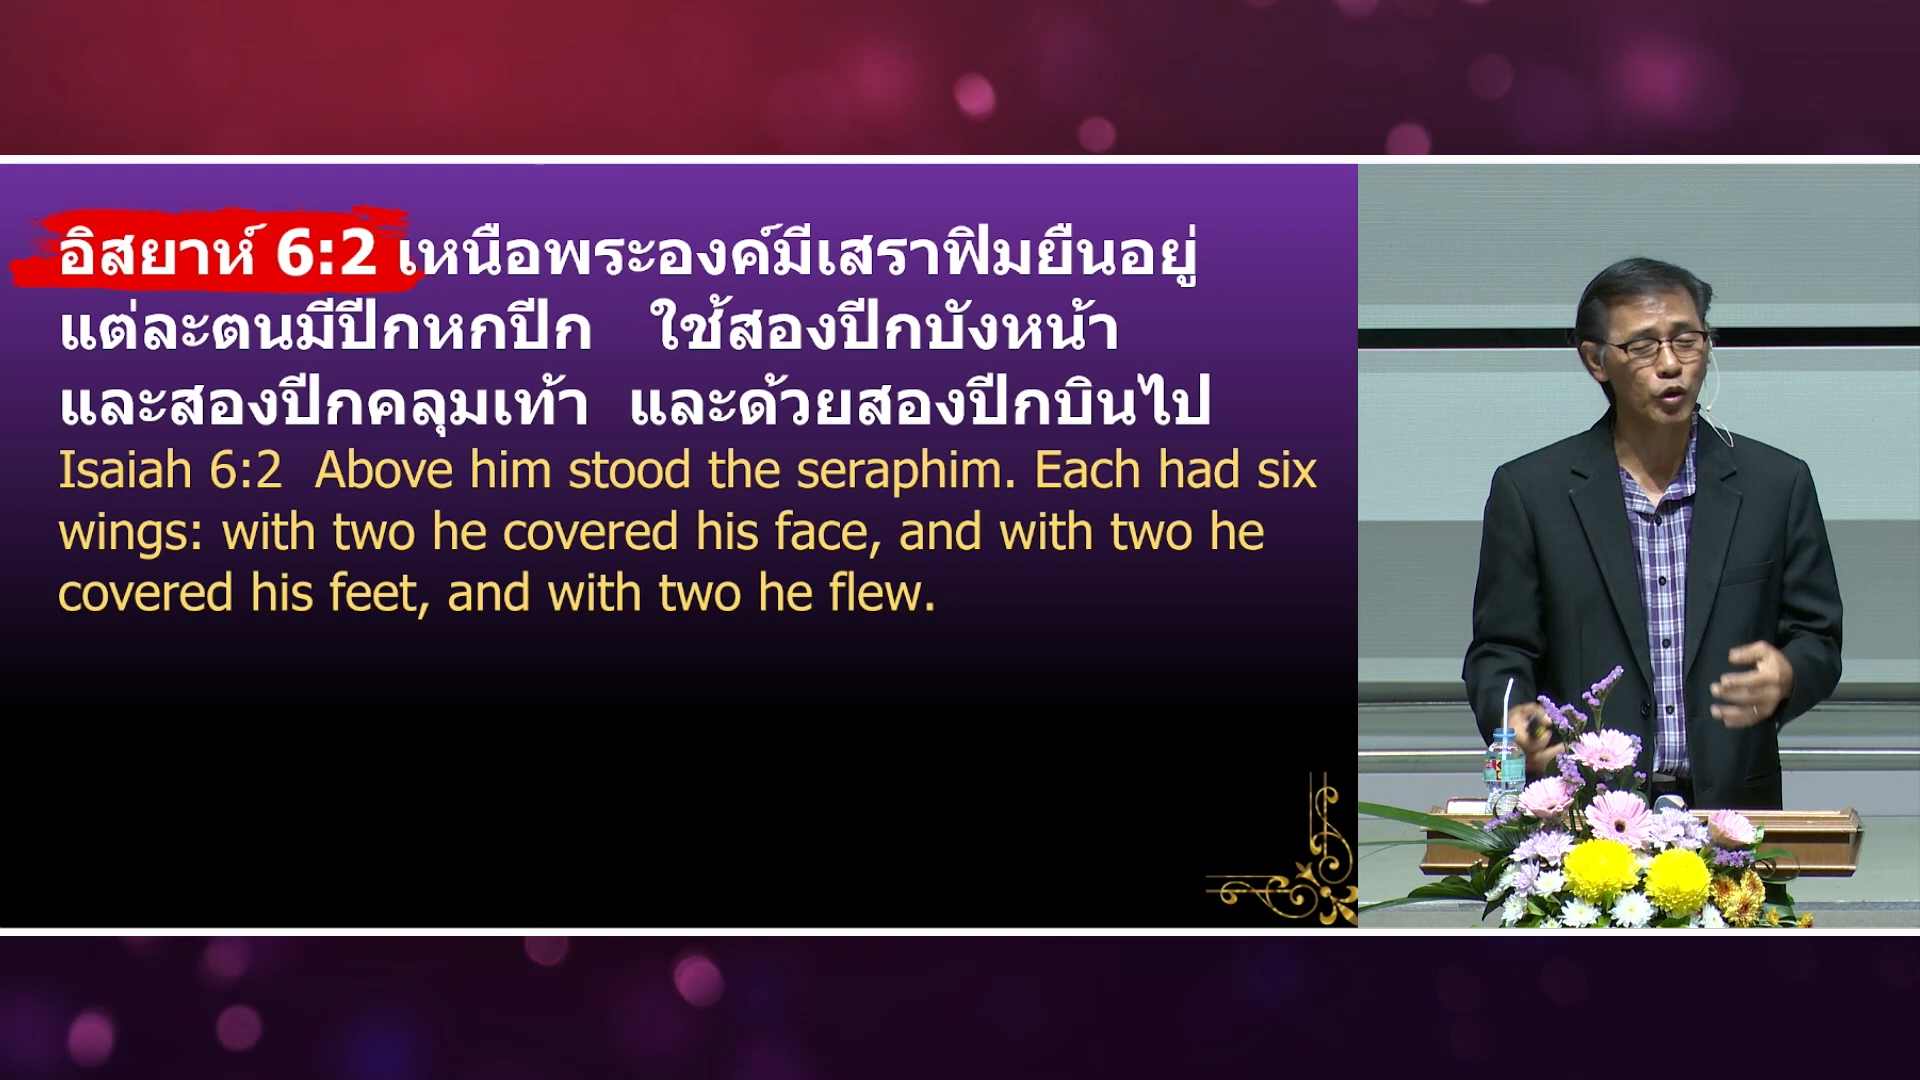 อิสยาห์ 6:2 เหนือพระองค์มีเสราฟิมยืนอยู่
แต่ละตนมีปีกหกปีก ใช้สองปีกบังหน้า
และสองปีกคลุมเท้า และด้วยสองปีกบินไป
Isaiah 6:2 Above him stood the seraphim. Each had six
wings: with two he covered his face, and with two he
covered his feet, and with two he flew.